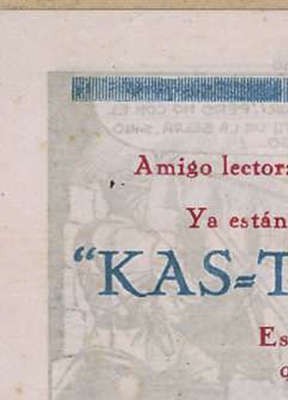 Amigo lector:
Ya están
“KAS=T
Es
q